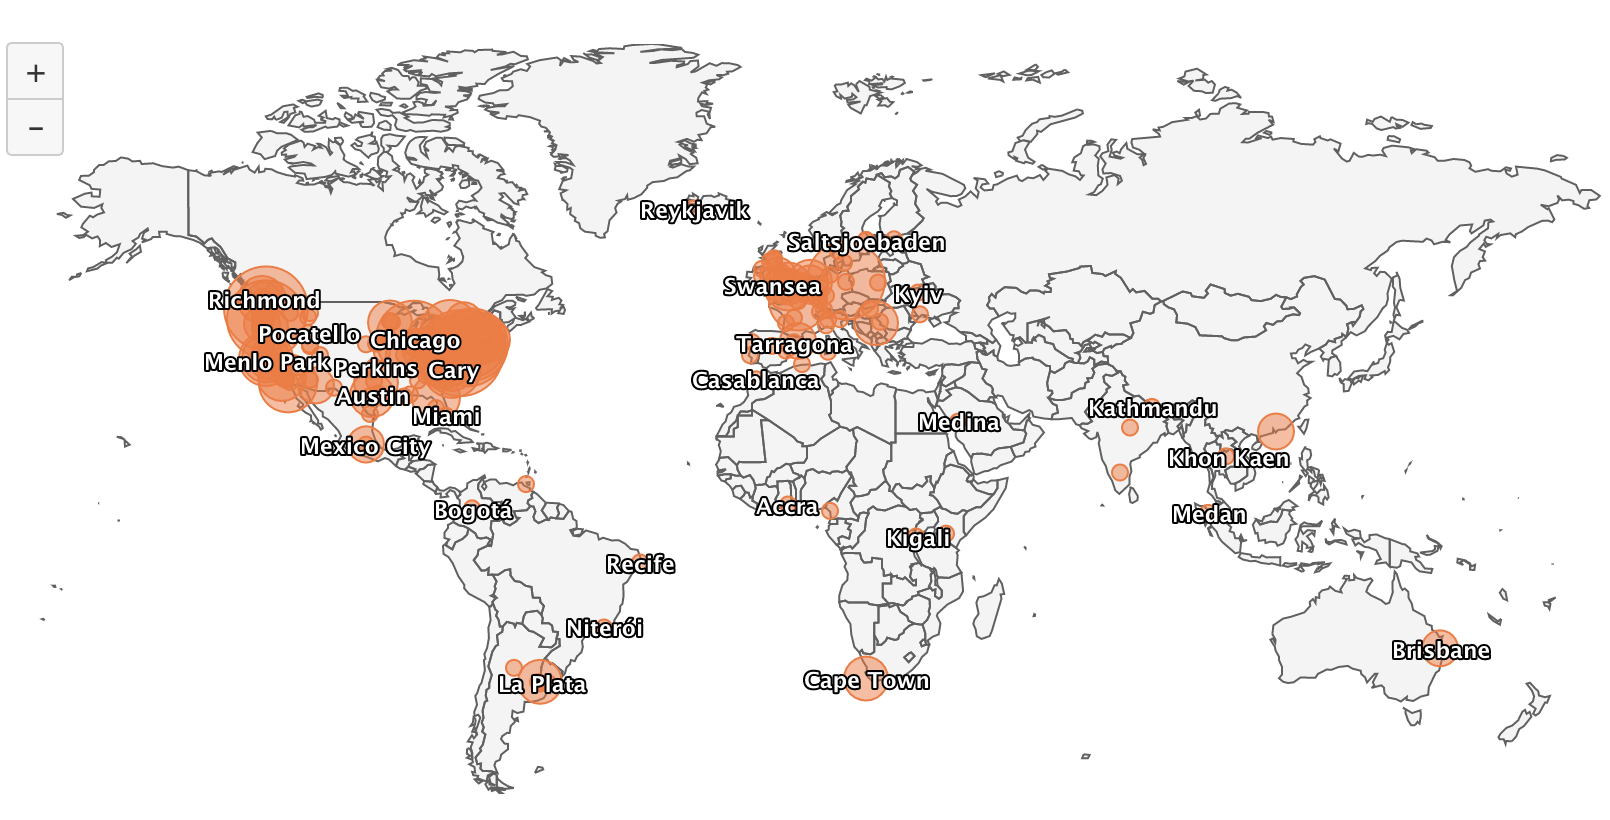 +
–
Reykjavik
Saltsjoebaden
Swansea
Kyiv
Richmond
Pocatello
Chicago
Tarragona
Menlo Park
Perkins
Cary
Casablanca
Austin
Miami
Medina
Kathmandu
Mexico City
Khon Kaen
Bogotá
Accra
Medan
Kigali
Recife
Niterói
Brisbane
La Plata
Cape Town